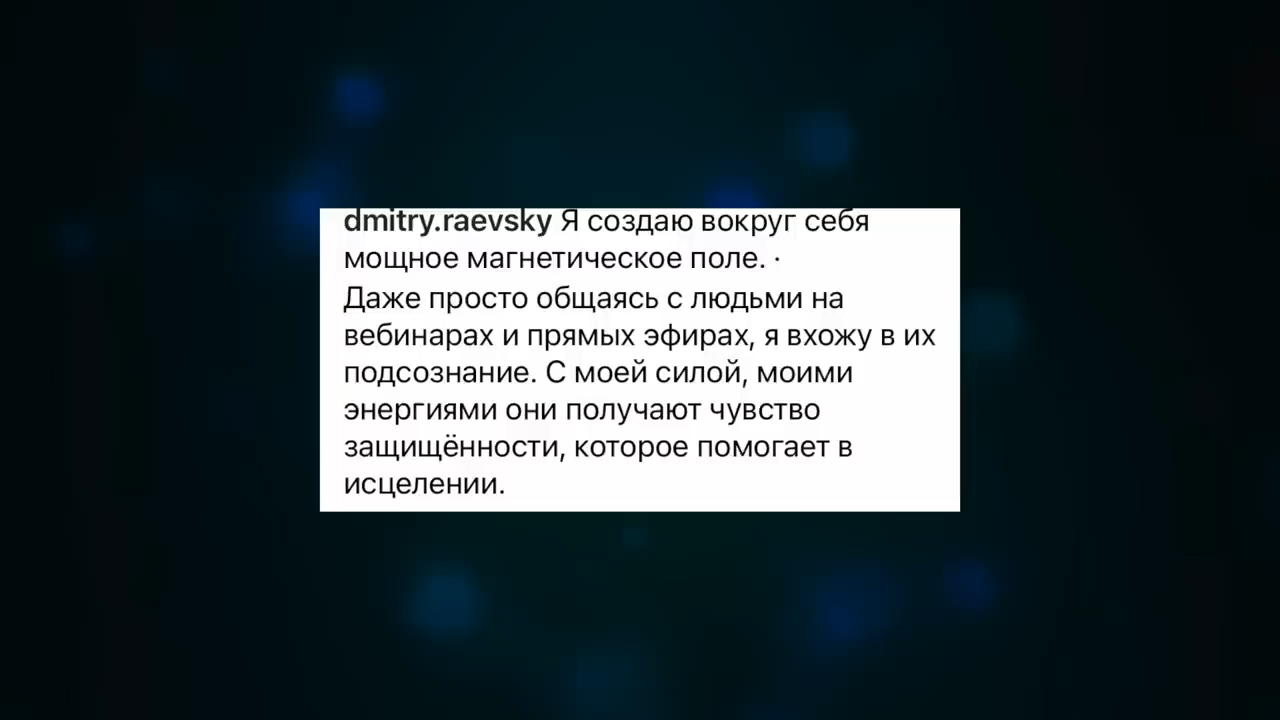 dmitry.raevsky Я создаю вокруг себя
мощное магнетическое поле. ·
Даже просто общаясь с людьми на
вебинарах и прямых эфирах, я вхожу в их
подсознание. С моей силой, моими
энергиями они получают чувство
защищённости, которое помогает в
исцелении.